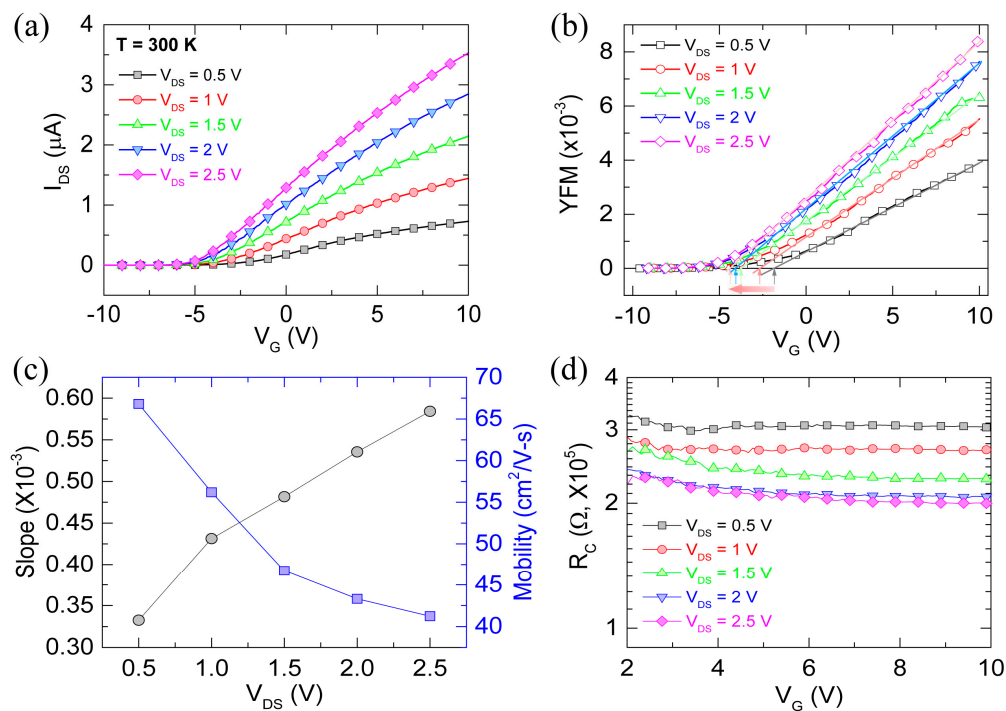 (a)
T = 300 K
V_DS = 0.5 V
V_DS = 1 V
V_DS = 1.5 V
V_DS = 2 V
V_DS = 2.5 V
4
3
2
1
0
I_DS (μA)
-10
-5
0
5
10
V_G (V)
(b)
V_DS = 0.5 V
V_DS = 1 V
V_DS = 1.5 V
V_DS = 2 V
V_DS = 2.5 V
8
6
4
2
0
YFM (x10^-3)
-10
-5
0
5
10
V_G (V)
(c)
0.60
0.55
0.50
0.45
0.40
0.35
0.30
Slope (X10^-3)
70
65
60
55
50
45
40
Mobility (cm^2/V-s)
0.5
1.0
1.5
2.0
2.5
V_DS (V)
(d)
4
3
2
1
R_C (Ω, X10^5)
V_DS = 0.5 V
V_DS = 1 V
V_DS = 1.5 V
V_DS = 2 V
V_DS = 2.5 V
2
4
6
8
10
V_G (V)